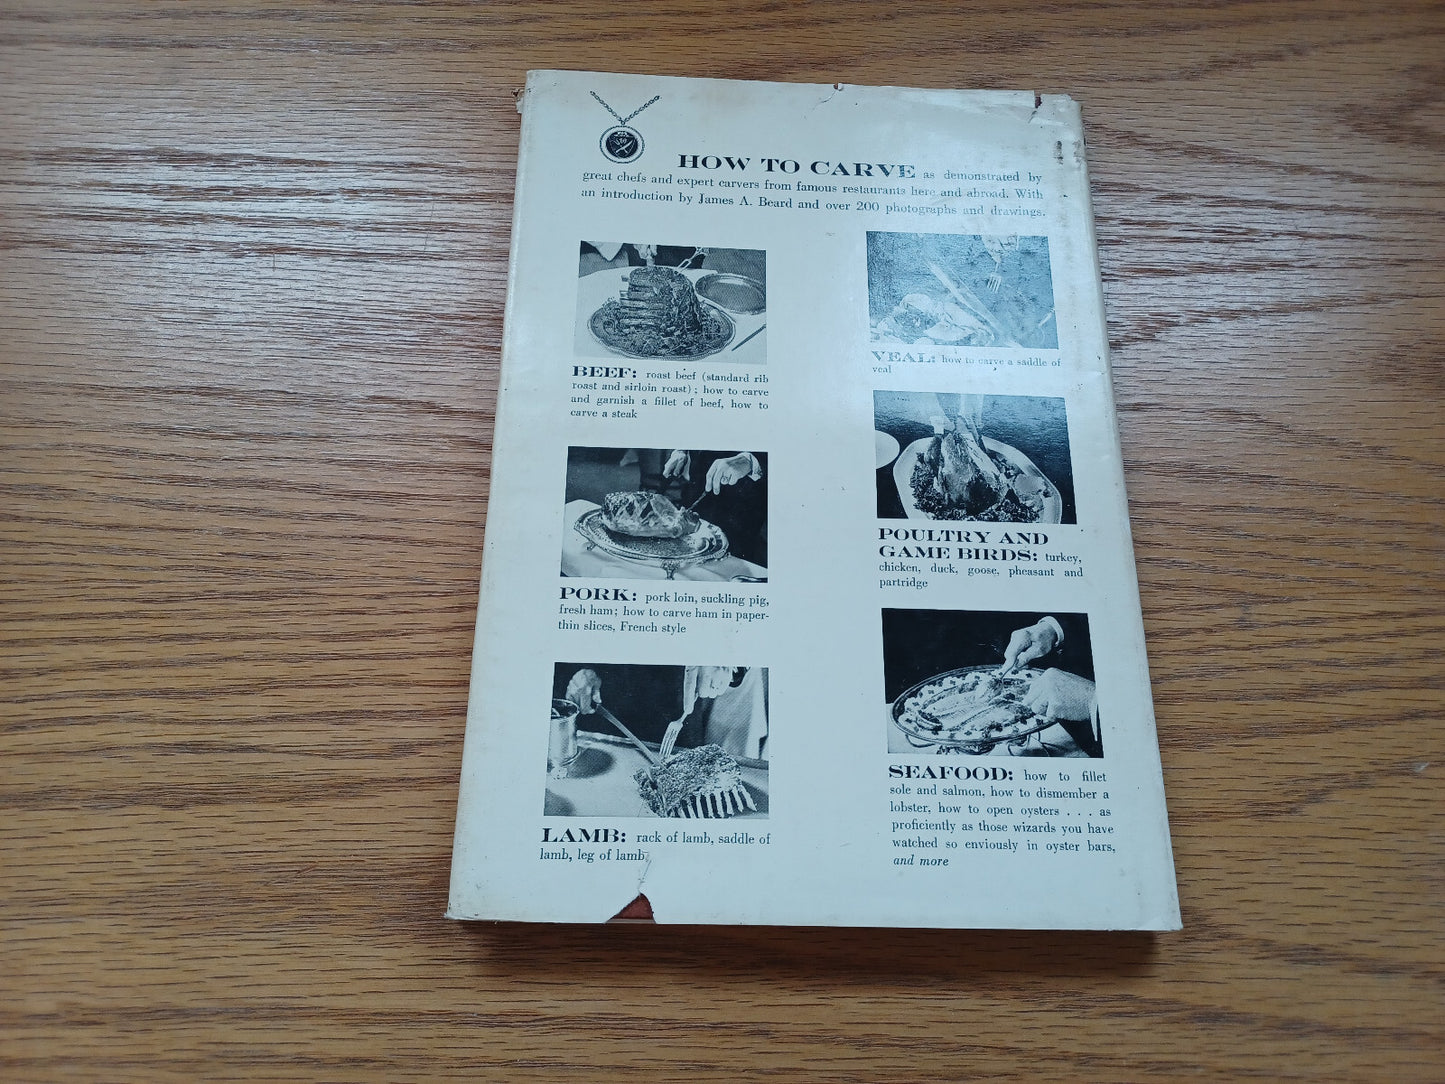 HOW TO CARVE as demonstrated by
great chefs and expert carvers from famous restaurants here and abroad. With
an introduction by James A. Beard and over 200 photographs and drawings.
BEEF: roast beef (standard rib
roast and sirloin roast) ; how to carve
and garnish a fillet of beef, how to
carve a steak
PORK: pork loin, suckling pig,
fresh ham; how to carve ham in paper-
thin slices, French style
LAMB: rack of lamb, saddle of
lamb, leg of lamb
VEAL: how to carve a saddle of
veal
POULTRY AND
GAME BIRDS: turkey,
chicken, duck, goose, pheasant and
partridge
SEAFOOD: how to fillet
sole and salmon, how to dismember a
lobster, how to open oysters . . . as
proficiently as those wizards you have
watched so enviously in oyster bars,
and more